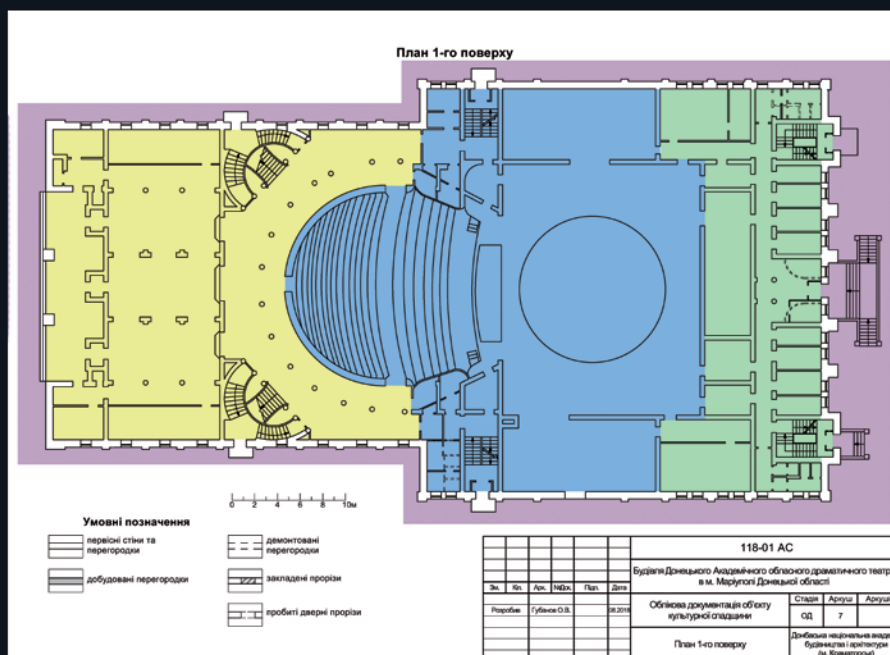 План 1-го поверху
0 2 4 6 8 10м
Умовні позначення
первісні стіни та
перегородки
добудовані перегородки
демонтовані
перегородки
закладені прорізи
пробиті дверні прорізи
118-01 АС
Будівля Донецького Академічного обласного драматичного театр
в м. Маріуполі Донецької області
Зм. Кіл. Арк. №Док. Підп. Дата
Розробив Губанов О.В. 08.2018
Облікова документація об'єкту
культурної спадщини
Стадія Аркуш Аркуші
ОД 7
План 1-го поверху
Донбаська національна акаде
будівництва і архітектури
(м. Краматорськ)